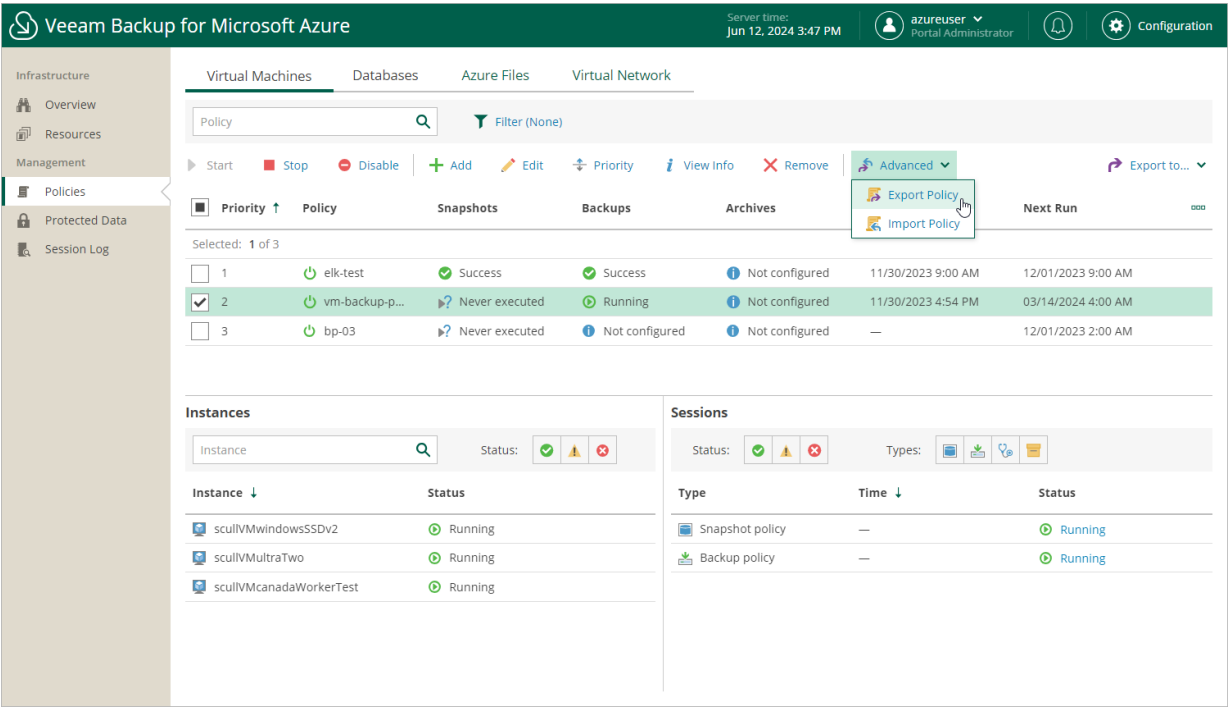 Veeam Backup for Microsoft Azure
Server time:
Jun 12, 2024 3:47 PM
azureuser
Portal Administrator
Configuration
Infrastructure
Overview
Resources
Management
Policies
Protected Data
Session Log
Virtual Machines Databases Azure Files Virtual Network
Policy Filter (None)
Start Stop Disable Add Edit Priority View Info Remove Advanced Export to...
Export Policy
Import Policy
Priority Policy Snapshots Backups Archives Next Run
Selected: 1 of 3
1 elk-test Success Success Not configured 11/30/2023 9:00 AM 12/01/2023 9:00 AM
2 vm-backup-p... Never executed Running Not configured 11/30/2023 4:54 PM 03/14/2024 4:00 AM
3 bp-03 Never executed Not configured Not configured — 12/01/2023 2:00 AM
Instances
Instance Status:
Instance Status
scullVMwindowsSSDv2 Running
scullVMultraTwo Running
scullVMcanadaWorkerTest Running
Sessions
Status: Types:
Type Time Status
Snapshot policy — Running
Backup policy — Running